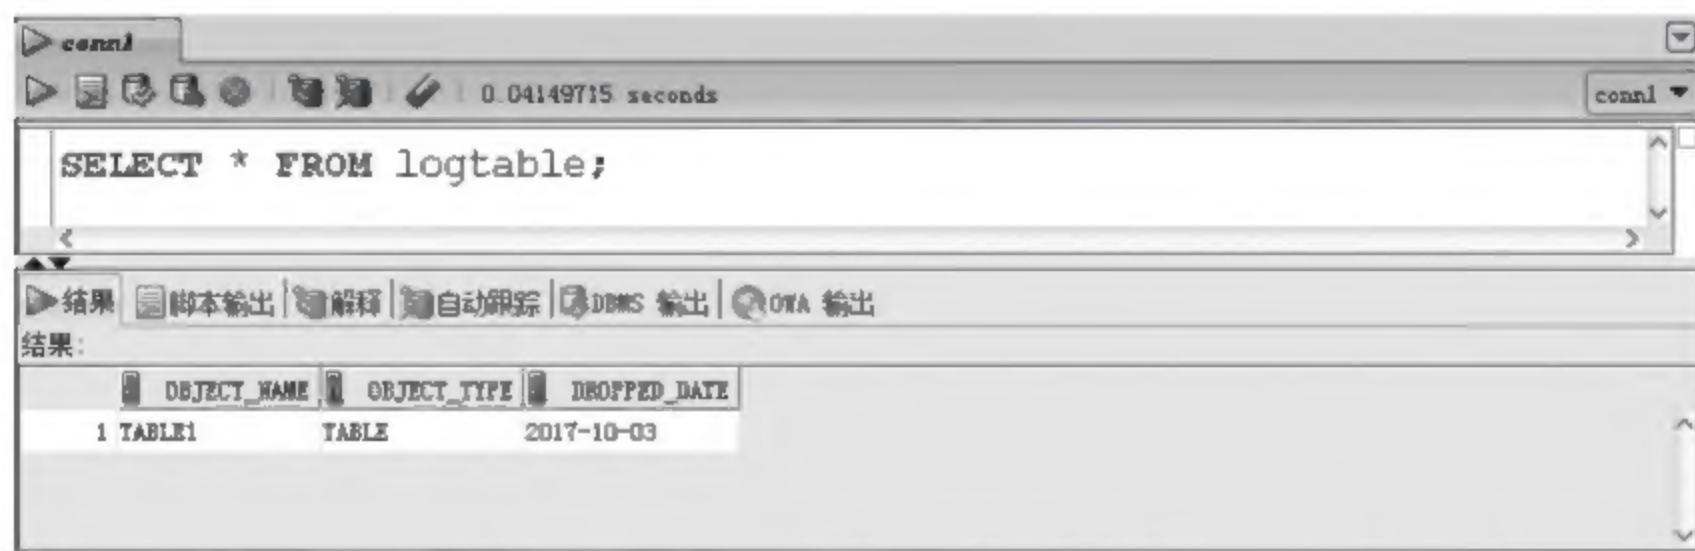 conn1
0.04149715 seconds
conn1
SELECT * FROM logtable;
结果 脚本输出 解释 自动跟踪 DBMS 输出 OWA 输出
结果:
OBJECT_NAME OBJECT_TYPE DROPPED_DATE
1 TABLE1 TABLE 2017-10-03